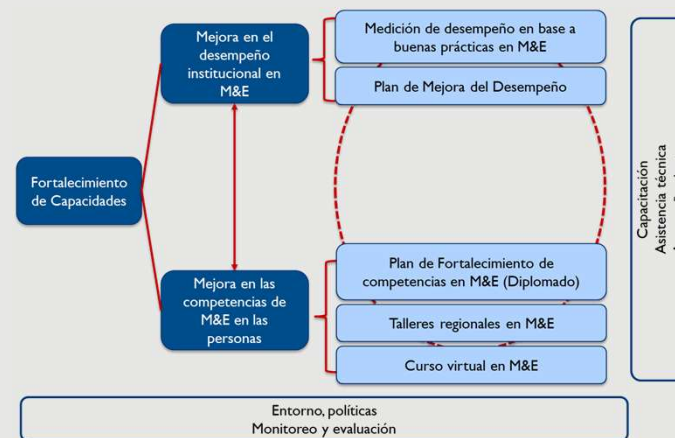 Mejora en el
desempeño
institucional en
M&E
Medición de desempeño en base a
buenas prácticas en M&E
Plan de Mejora del Desempeño
Fortalecimiento
de Capacidades
Mejora en las
competencias de
M&E en las
personas
Plan de Fortalecimiento de
competencias en M&E (Diplomado)
Talleres regionales en M&E
Curso virtual en M&E
Capacitación
Asistencia técnica
Entorno, políticas
Monitoreo y evaluación